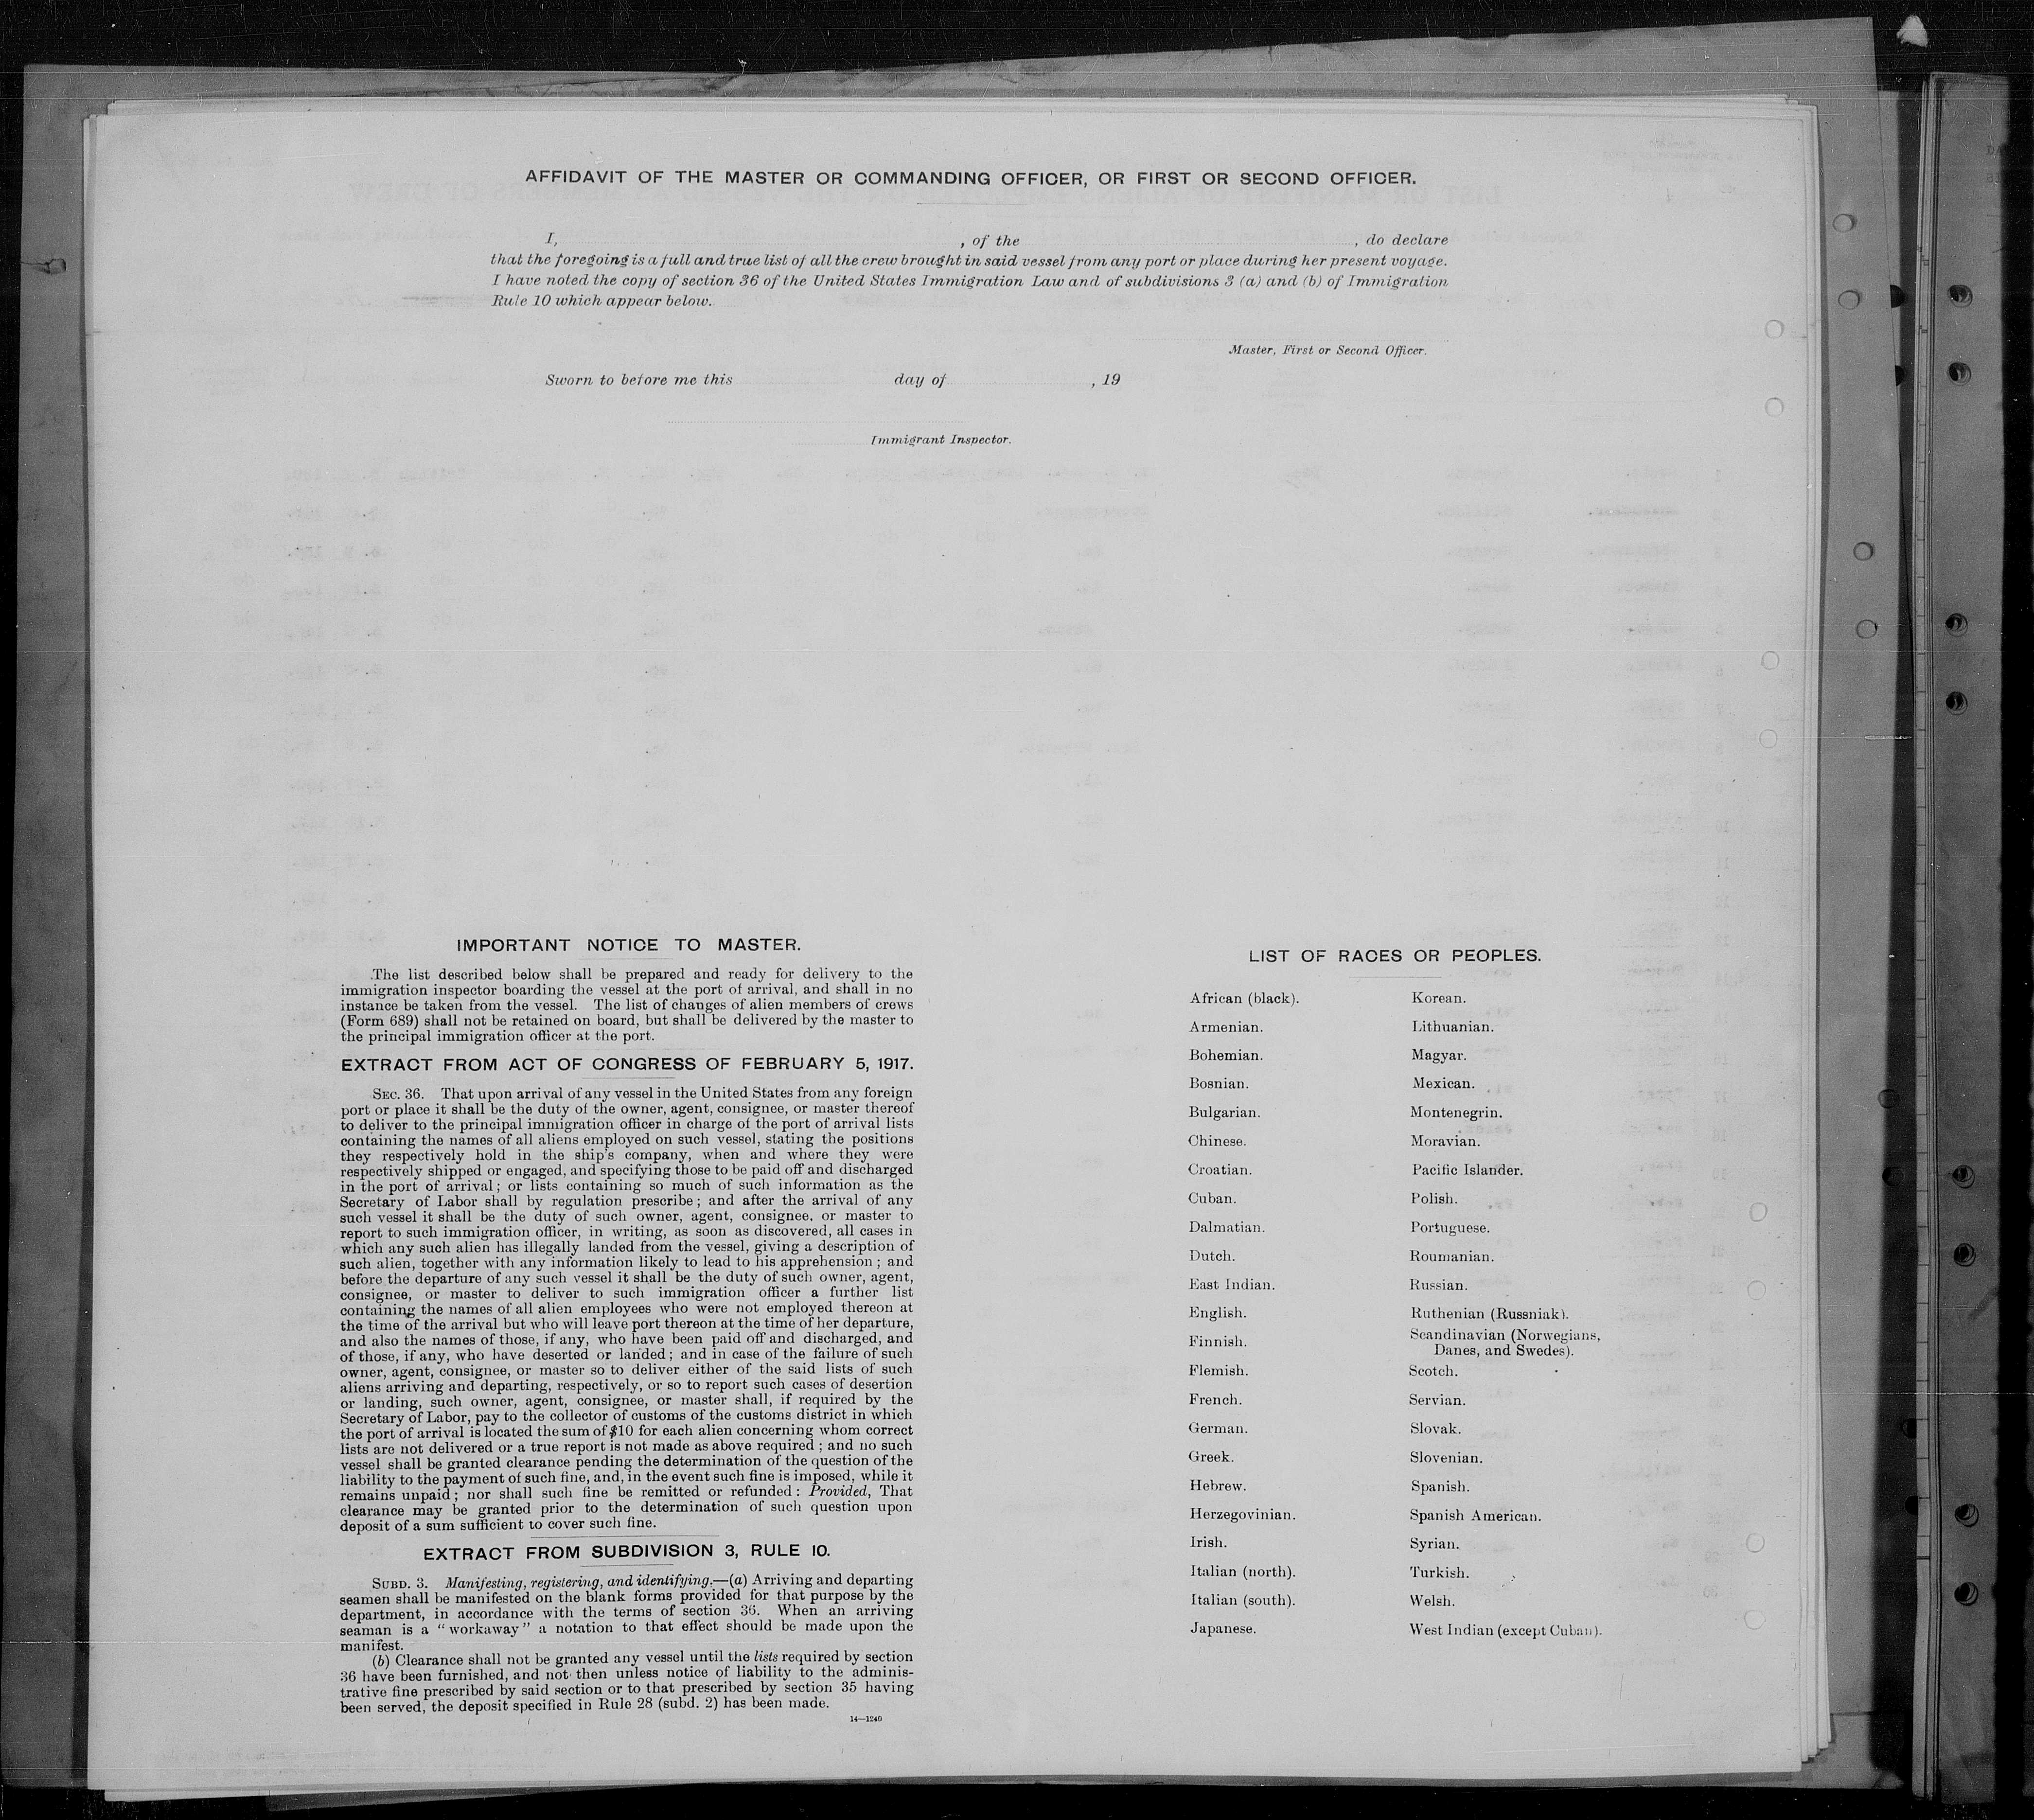 AFFIDAVIT OF THE MASTER OR COMMANDING OFFICER, OR FIRST OR SECOND OFFICER.
I, , of the , do declare
that the foregoing is a full and true list of all the crew brought in said vessel from any port or place during her present voyage.
I have noted the copy of section 36 of the United States Immigration Law and of subdivisions 3 (a) and (b) of Immigration
Rule 10 which appear below.
Master, First or Second Officer.
Sworn to before me this day of , 19
Immigrant Inspector.
IMPORTANT NOTICE TO MASTER.
The list described below shall be prepared and ready for delivery to the
immigration inspector boarding the vessel at the port of arrival, and shall in no
instance be taken from the vessel. The list of changes of alien members of crews
(Form 689) shall not be retained on board, but shall be delivered by the master to
the principal immigration officer at the port.
EXTRACT FROM ACT OF CONGRESS OF FEBRUARY 5, 1917.
SEC. 36. That upon arrival of any vessel in the United States from any foreign
port or place it shall be the duty of the owner, agent, consignee, or master thereof
to deliver to the principal immigration officer in charge of the port of arrival lists
containing the names of all aliens employed on such vessel, stating the positions
they respectively hold in the ship's company, when and where they were
respectively shipped or engaged, and specifying those to be paid off and discharged
in the port of arrival; or lists containing so much of such information as the
Secretary of Labor shall by regulation prescribe; and after the arrival of any
such vessel it shall be the duty of such owner, agent, consignee, or master to
report to such immigration officer, in writing, as soon as discovered, all cases in
which any such alien has illegally landed from the vessel, giving a description of
such alien, together with any information likely to lead to his apprehension; and
before the departure of any such vessel it shall be the duty of such owner, agent,
consignee, or master to deliver to such immigration officer a further list
containing the names of all alien employees who were not employed thereon at
the time of the arrival but who will leave port thereon at the time of her departure,
and also the names of those, if any, who have been paid off and discharged, and
of those, if any, who have deserted or landed; and in case of the failure of such
owner, agent, consignee, or master so to deliver either of the said lists of such
aliens arriving and departing, respectively, or so to report such cases of desertion
or landing, such owner, agent, consignee, or master shall, if required by the
Secretary of Labor, pay to the collector of customs of the customs district in which
the port of arrival is located the sum of $10 for each alien concerning whom correct
lists are not delivered or a true report is not made as above required; and no such
vessel shall be granted clearance pending the determination of the question of the
liability to the payment of such fine, and, in the event such fine is imposed, while it
remains unpaid; nor shall such fine be remitted or refunded: Provided, That
clearance may be granted prior to the determination of such question upon
deposit of a sum sufficient to cover such fine.
EXTRACT FROM SUBDIVISION 3, RULE 10.
SUBD. 3. Manifesting, registering, and identifying.—(a) Arriving and departing
seamen shall be manifested on the blank forms provided for that purpose by the
department, in accordance with the terms of section 36. When an arriving
seaman is a "workaway" a notation to that effect should be made upon the
manifest.
(b) Clearance shall not be granted any vessel until the lists required by section
36 have been furnished, and not then unless notice of liability to the adminis-
trative fine prescribed by said section or to that prescribed by section 35 having
been served, the deposit specified in Rule 28 (subd. 2) has been made.
14—1240
LIST OF RACES OR PEOPLES.
African (black).
Armenian.
Bohemian.
Bosnian.
Bulgarian.
Chinese.
Croatian.
Cuban.
Dalmatian.
Dutch.
East Indian.
English.
Finnish.
Flemish.
French.
German.
Greek.
Hebrew.
Herzegovinian.
Irish.
Italian (north).
Italian (south).
Japanese.
Korean.
Lithuanian.
Magyar.
Mexican.
Montenegrin.
Moravian.
Pacific Islander.
Polish.
Portuguese.
Roumanian.
Russian.
Ruthenian (Russniak).
Scandinavian (Norwegians,
Danes, and Swedes).
Scotch.
Servian.
Slovak.
Slovenian.
Spanish.
Spanish American.
Syrian.
Turkish.
Welsh.
West Indian (except Cuban).